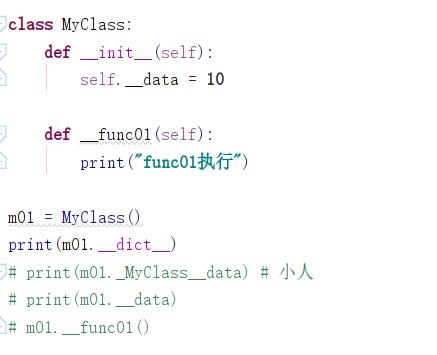 class MyClass:
    def __init__(self):
        self.__data = 10
    def __func01(self):
        print("func01执行")
m01 = MyClass()
print(m01.__dict__)
# print(m01._MyClass__data) # 小人
# print(m01.__data)
# m01.__func01()